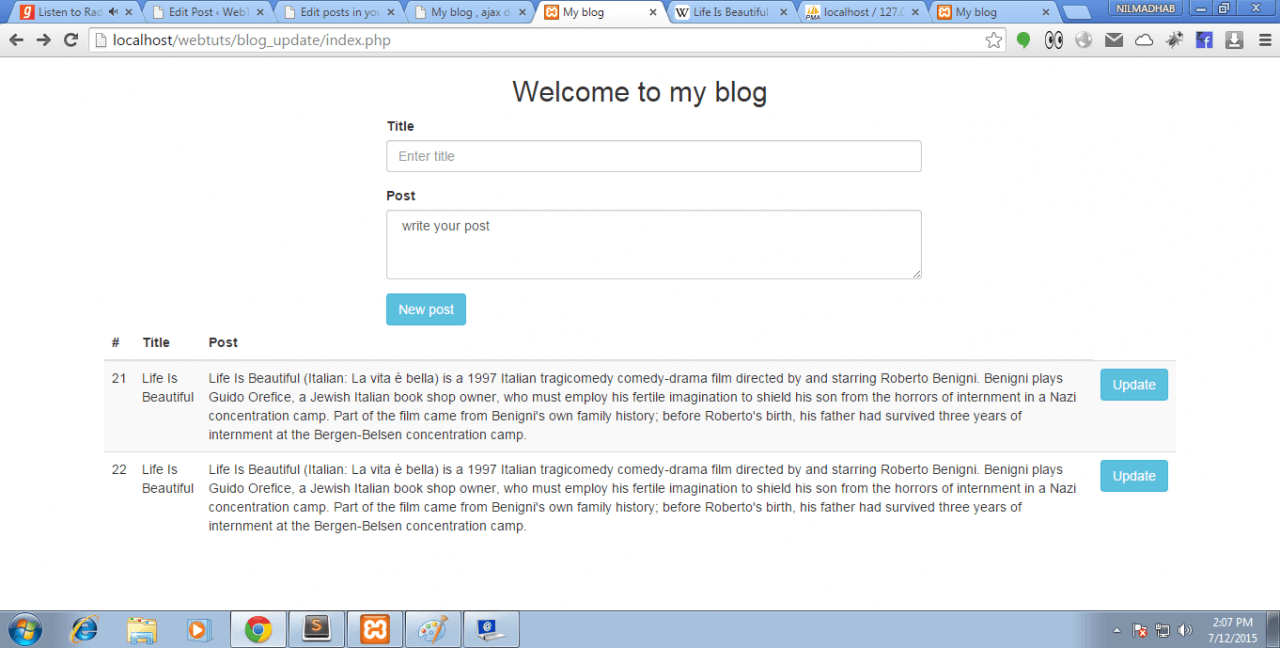 Listen to Rad
Edit Post ‹ WebT
Edit posts in you
My blog , ajax d
My blog
Life Is Beautiful
localhost / 127.0
My blog
NILMADHAB
localhost/webtuts/blog_update/index.php
Welcome to my blog
Title
Enter title
Post
write your post
New post
# Title Post
21 Life Is Beautiful
Life Is Beautiful (Italian: La vita è bella) is a 1997 Italian tragicomedy comedy-drama film directed by and starring Roberto Benigni. Benigni plays
Guido Orefice, a Jewish Italian book shop owner, who must employ his fertile imagination to shield his son from the horrors of internment in a Nazi
concentration camp. Part of the film came from Benigni's own family history; before Roberto's birth, his father had survived three years of
internment at the Bergen-Belsen concentration camp.
Update
22 Life Is Beautiful
Life Is Beautiful (Italian: La vita è bella) is a 1997 Italian tragicomedy comedy-drama film directed by and starring Roberto Benigni. Benigni plays
Guido Orefice, a Jewish Italian book shop owner, who must employ his fertile imagination to shield his son from the horrors of internment in a Nazi
concentration camp. Part of the film came from Benigni's own family history; before Roberto's birth, his father had survived three years of
internment at the Bergen-Belsen concentration camp.
Update
2:07 PM
7/12/2015